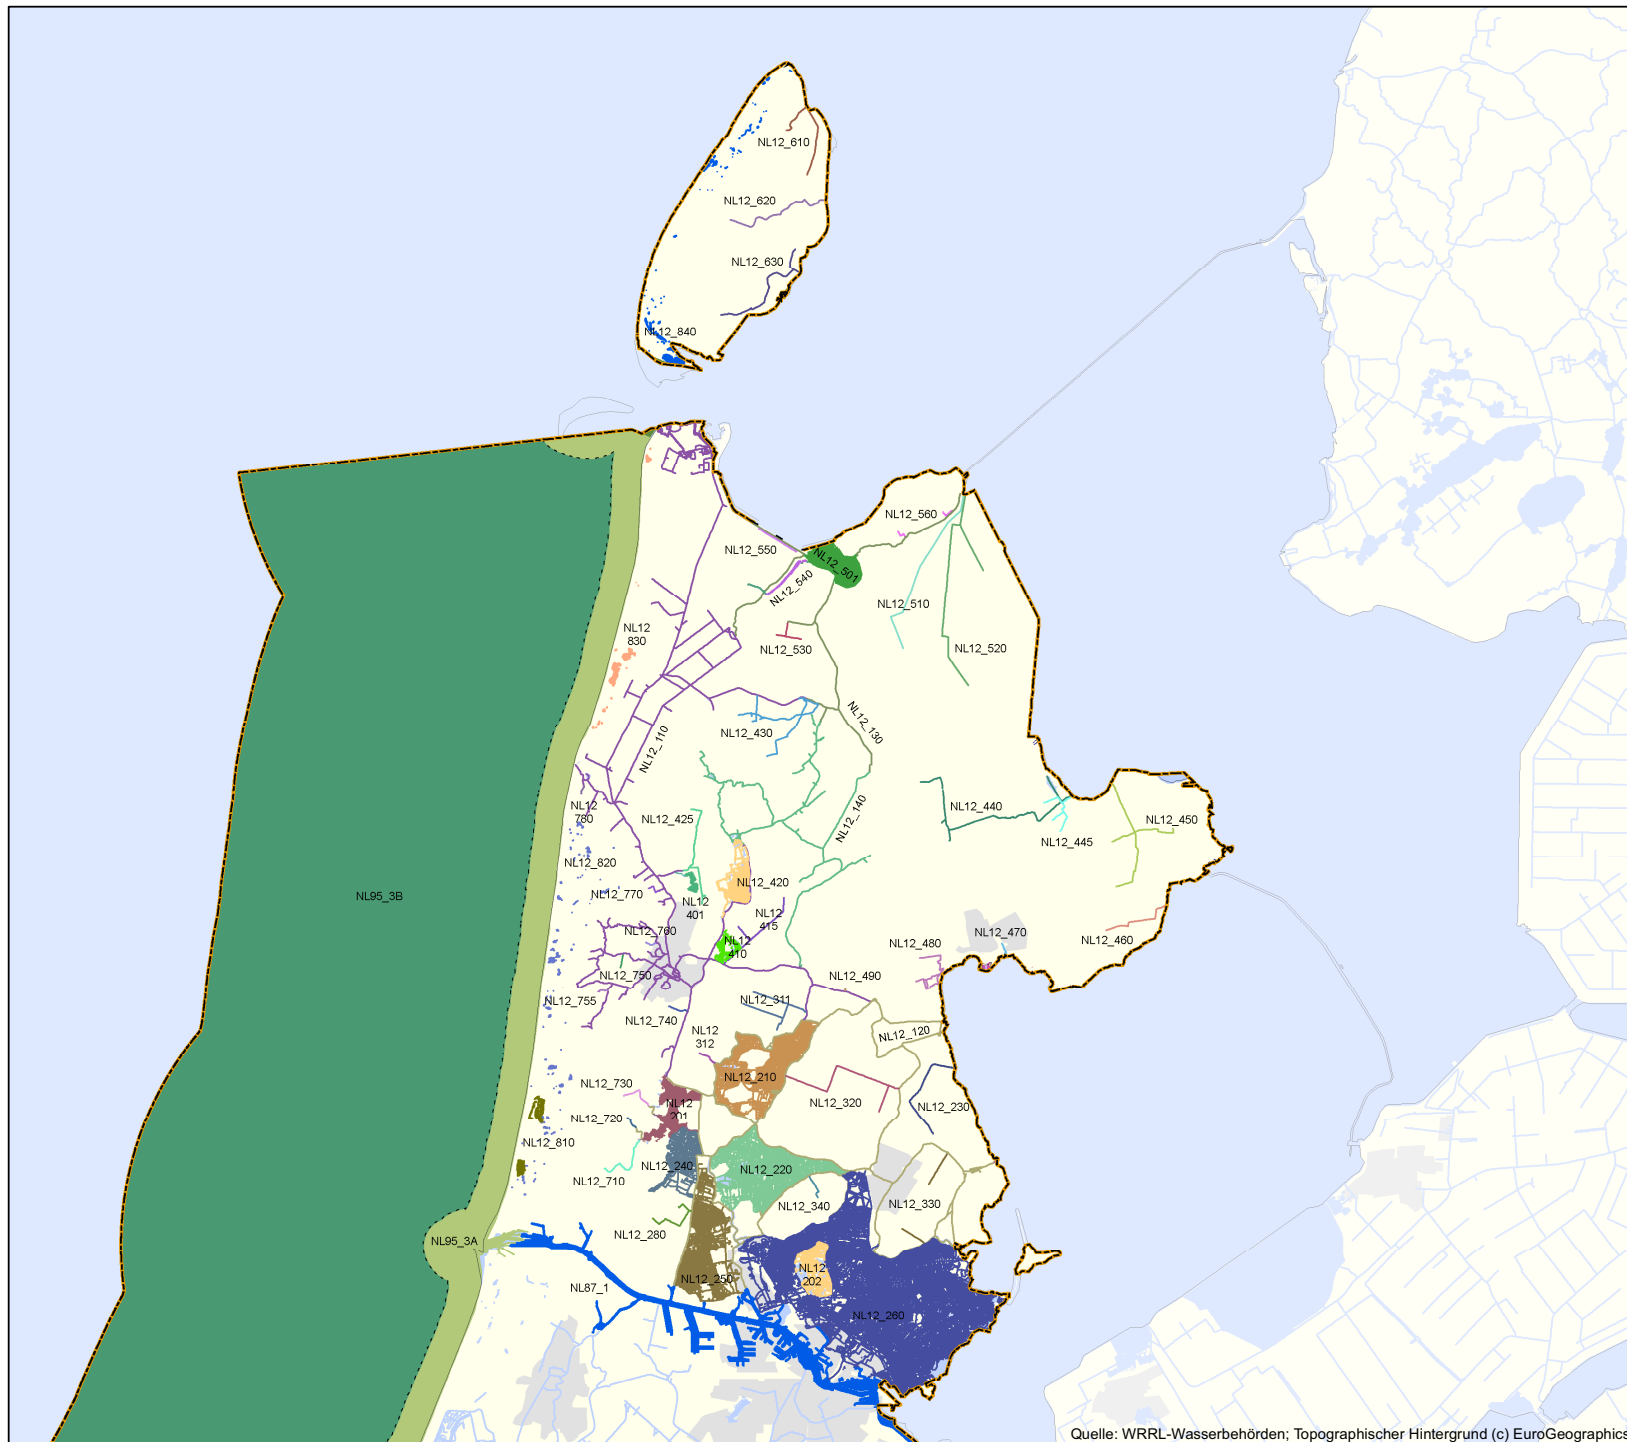 NL12_610
NL12_620
NL12_630
NL12_840
NL12_560
NL12_550
NL12_501
NL12_540
NL12_510
NL12
830
NL12_530
NL12_520
NL12_130
NL12_430
NL12_110
NL12_440
NL12
780
NL12_425
NL12_140
NL12_450
NL12_445
NL12_820
NL12_420
NL12_770
NL95_3B
NL12
401
NL12
415
NL12_760
NL12_470
NL12_460
NL12
410
NL12_480
NL12_750
NL12_490
NL12_755
NL12_311
NL12_740
NL12
312
NL12_120
NL12_210
NL12_730
NL12_320
NL12
201
NL12_230
NL12_720
NL12_810
NL12_240
NL12_220
NL12_710
NL12_340
NL12_330
NL12_280
NL95_3A
NL12
202
NL12_250
NL87_1
NL12_260
Quelle: WRRL-Wasserbehörden; Topographischer Hintergrund (c) EuroGeographics